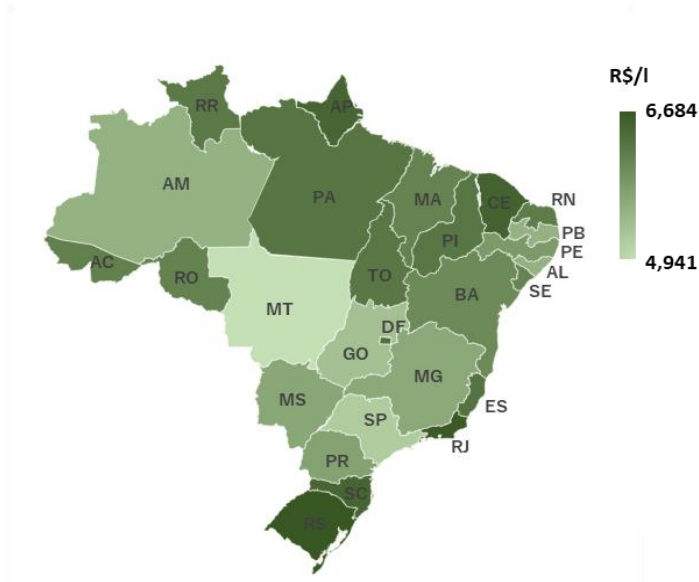 R$/l
6,684
4,941
RR
AP
AM
PA
MA
CE
RN
PB
PE
AL
SE
PI
AC
RO
TO
BA
MT
DF
GO
MG
MS
ES
SP
RJ
PR
SC
RS